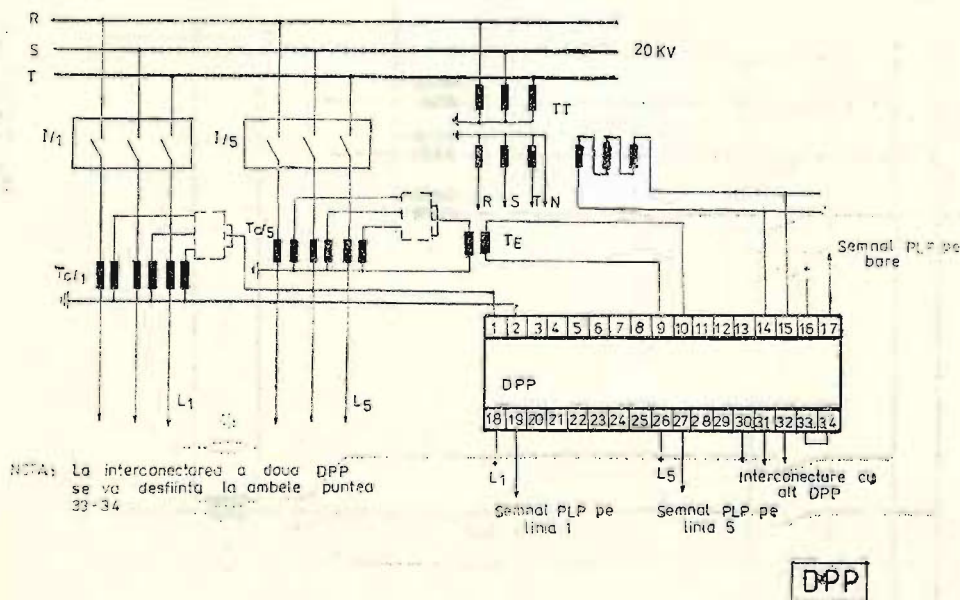 R
S
T
20 KV
TT
I/1
I/5
R S T N
Tc/5
TE
Tc/1
Semnal PLP pe
bare
1 2 3 4 5 6 7 8 9 10 11 12 13 14 15 16 17
DPP
18 19 20 21 22 23 24 25 26 27 28 29 30 31 32 33 34
L1
L5
L1
L5
Interconectare cu
alt DPP
Semnal PLP pe
linia 1
Semnal PLP pe
linia 5
NOTA: La interconectarea a doua DPP
se va desfiinta la ambele puntea
33-34
DPP